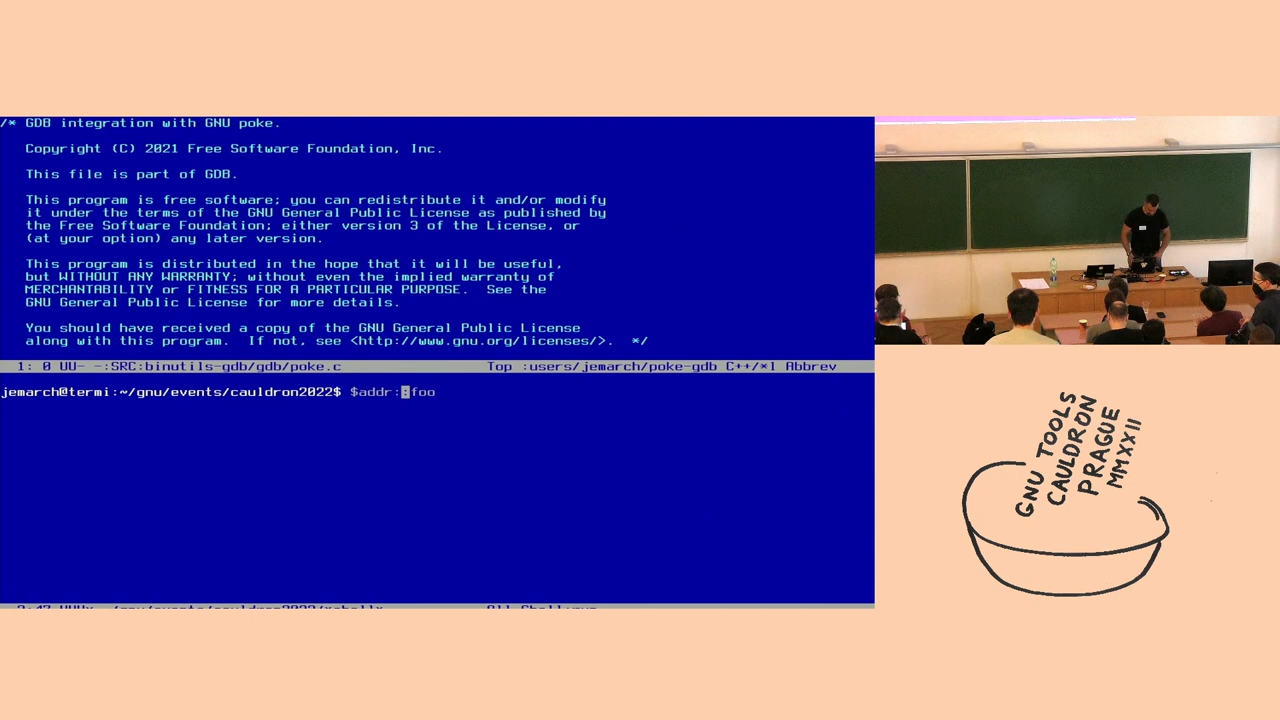 /* GDB integration with GNU poke.
Copyright (C) 2021 Free Software Foundation, Inc.
This file is part of GDB.
This program is free software; you can redistribute it and/or modify
it under the terms of the GNU General Public License as published by
the Free Software Foundation; either version 3 of the License, or
(at your option) any later version.
This program is distributed in the hope that it will be useful,
but WITHOUT ANY WARRANTY; without even the implied warranty of
MERCHANTABILITY or FITNESS FOR A PARTICULAR PURPOSE.  See the
GNU General Public License for more details.
You should have received a copy of the GNU General Public License
along with this program.  If not, see <http://www.gnu.org/licenses/>.  */
1: 0 UU- -:SRC:binutils-gdb/gdb/poke.c Top :users/jemarch/poke-gdb C++/*l Abbrev
jemarch@termi:~/gnu/events/cauldron2022$ $addr::foo
GNU TOOLS
CAULDRON
PRAGUE
MMXXII